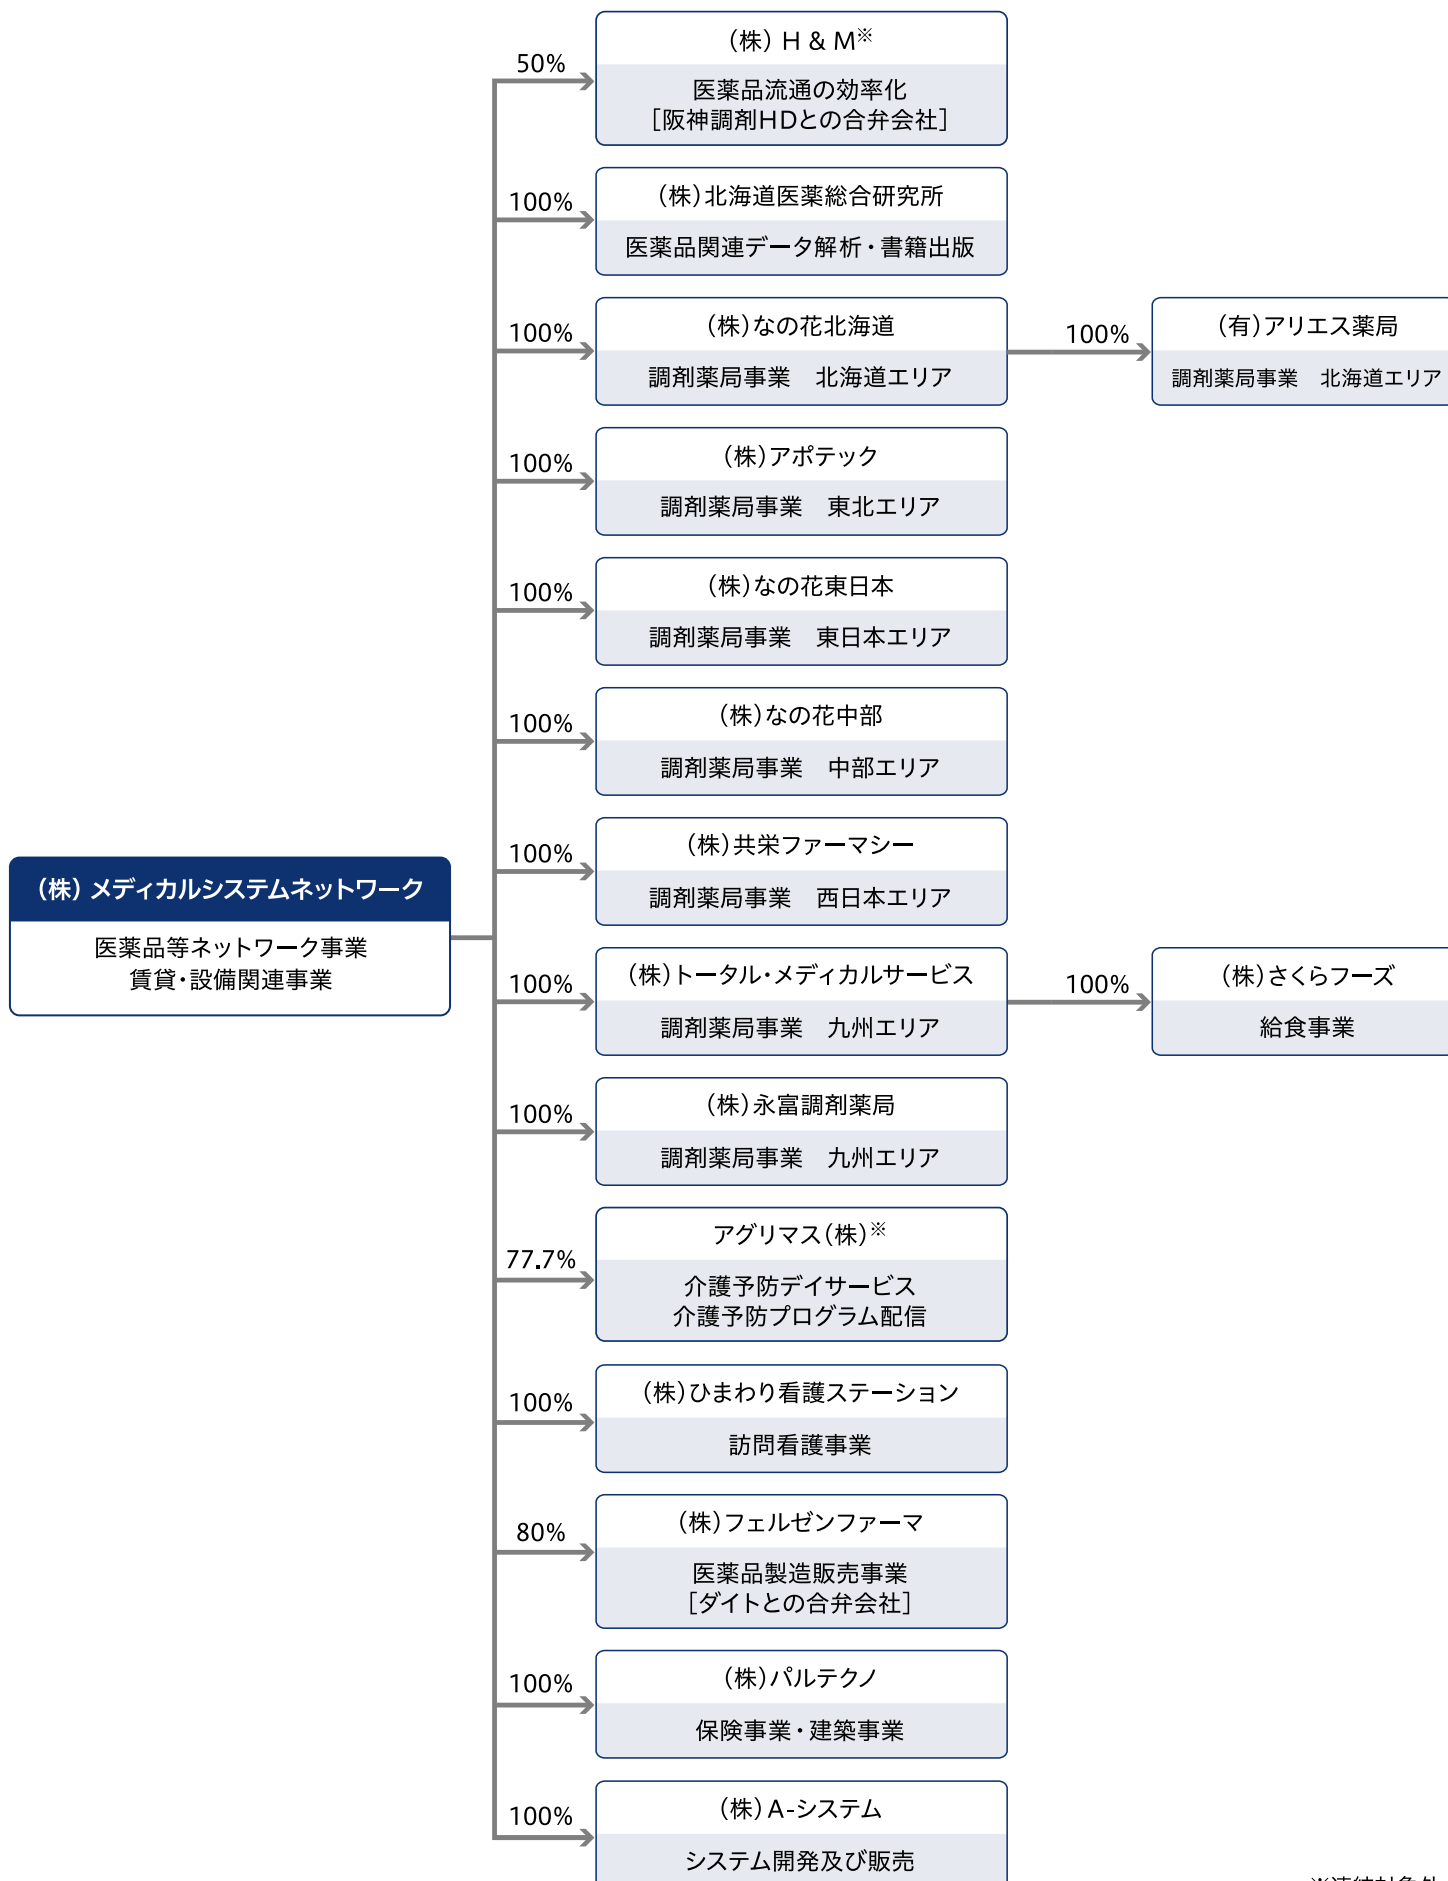 50%
(株) H & M※
医薬品流通の効率化
[阪神調剤HDとの合弁会社]
100%
(株)北海道医薬総合研究所
医薬品関連データ解析・書籍出版
100%
(株)なの花北海道
調剤薬局事業　北海道エリア
100%
(有)アリエス薬局
調剤薬局事業　北海道エリア
100%
(株)アポテック
調剤薬局事業　東北エリア
100%
(株)なの花東日本
調剤薬局事業　東日本エリア
100%
(株)なの花中部
調剤薬局事業　中部エリア
100%
(株)共栄ファーマシー
調剤薬局事業　西日本エリア
(株) メディカルシステムネットワーク
医薬品等ネットワーク事業
賃貸・設備関連事業
100%
(株)トータル・メディカルサービス
調剤薬局事業　九州エリア
100%
(株)さくらフーズ
給食事業
100%
(株)永富調剤薬局
調剤薬局事業　九州エリア
77.7%
アグリマス(株)※
介護予防デイサービス
介護予防プログラム配信
100%
(株)ひまわり看護ステーション
訪問看護事業
80%
(株)フェルゼンファーマ
医薬品製造販売事業
[ダイトとの合弁会社]
100%
(株)パルテクノ
保険事業・建築事業
100%
(株)A-システム
システム開発及び販売